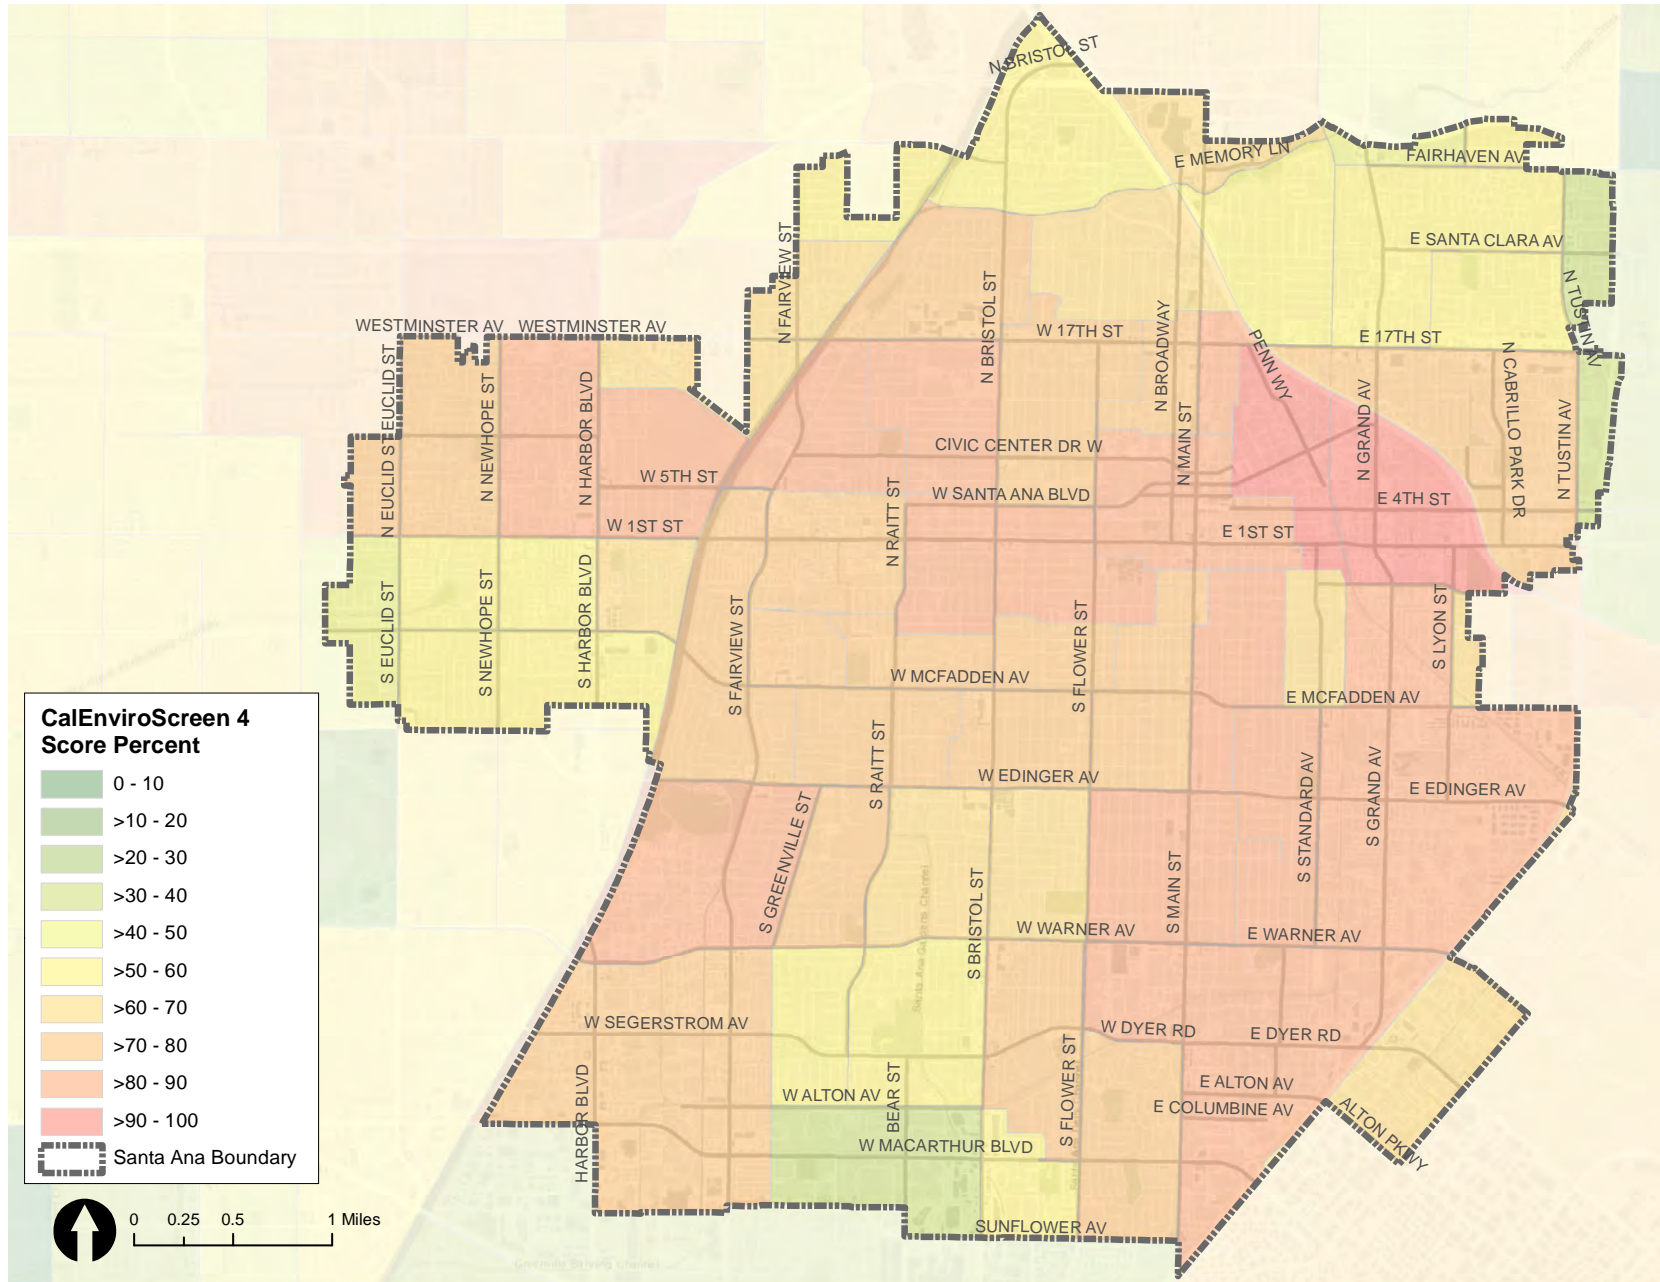 N BRISTOL ST
E MEMORY LN
FAIRHAVEN AV
E SANTA CLARA AV
N FAIRVIEW ST
N TUSTIN AV
N BRISTOL ST
WESTMINSTER AV
WESTMINSTER AV
W 17TH ST
N BROADWAY
PENN WY
E 17TH ST
N EUCLID ST
N EUCLID ST
N NEWHOPE ST
N HARBOR BLVD
N MAIN ST
N GRAND AV
N CABRILLO PARK DR
N TUSTIN AV
CIVIC CENTER DR W
W 5TH ST
W SANTA ANA BLVD
N RAITT ST
E 4TH ST
W 1ST ST
E 1ST ST
S EUCLID ST
S NEWHOPE ST
S HARBOR BLVD
S FAIRVIEW ST
S FLOWER ST
S LYON ST
W MCFADDEN AV
E MCFADDEN AV
S RAITT ST
W EDINGER AV
E EDINGER AV
S STANDARD AV
S GRAND AV
S GREENVILLE ST
S BRISTOL ST
S MAIN ST
Santa Ana Gardens Channel
W WARNER AV
E WARNER AV
W SEGERSTROM AV
W DYER RD
E DYER RD
HARBOR BLVD
BEAR ST
S FLOWER ST
W ALTON AV
E ALTON AV
E COLUMBINE AV
ALTON PKWY
W MACARTHUR BLVD
SUNFLOWER AV
CalEnviroScreen 4
Score Percent
0 - 10
>10 - 20
>20 - 30
>30 - 40
>40 - 50
>50 - 60
>60 - 70
>70 - 80
>80 - 90
>90 - 100
Santa Ana Boundary
0 0.25 0.5 1 Miles